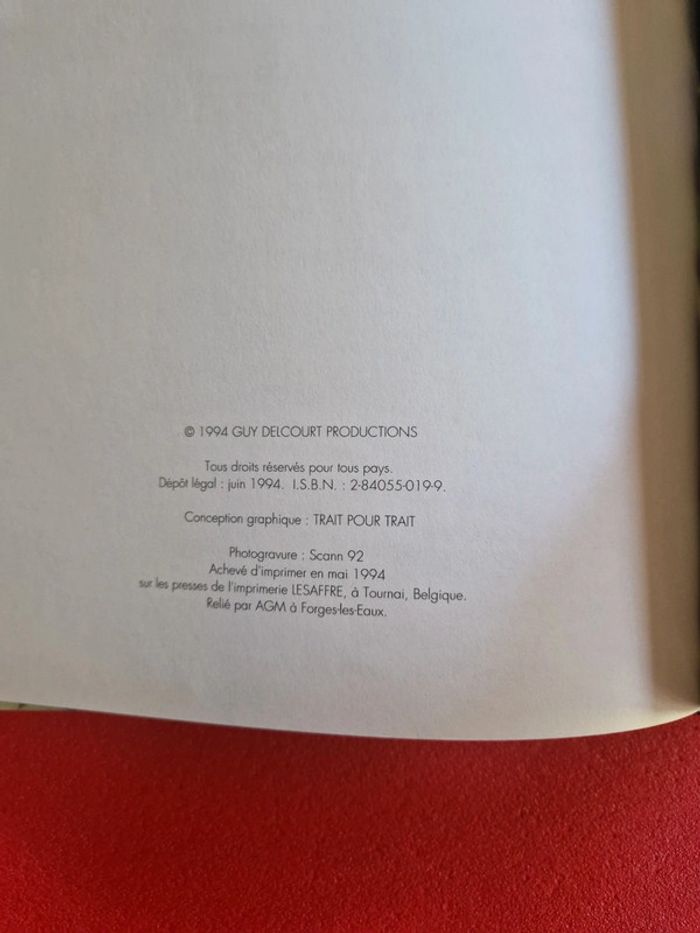 © 1994 GUY DELCOURT PRODUCTIONS
Tous droits réservés pour tous pays.
Dépôt légal : juin 1994. I.S.B.N. : 2-84055-019-9.
Conception graphique : TRAIT POUR TRAIT
Photogravure : Scann 92
Achevé d'imprimer en mai 1994
sur les presses de l'imprimerie LESAFFRE, à Tournai, Belgique.
Relié par AGM à Forges-les-Eaux.